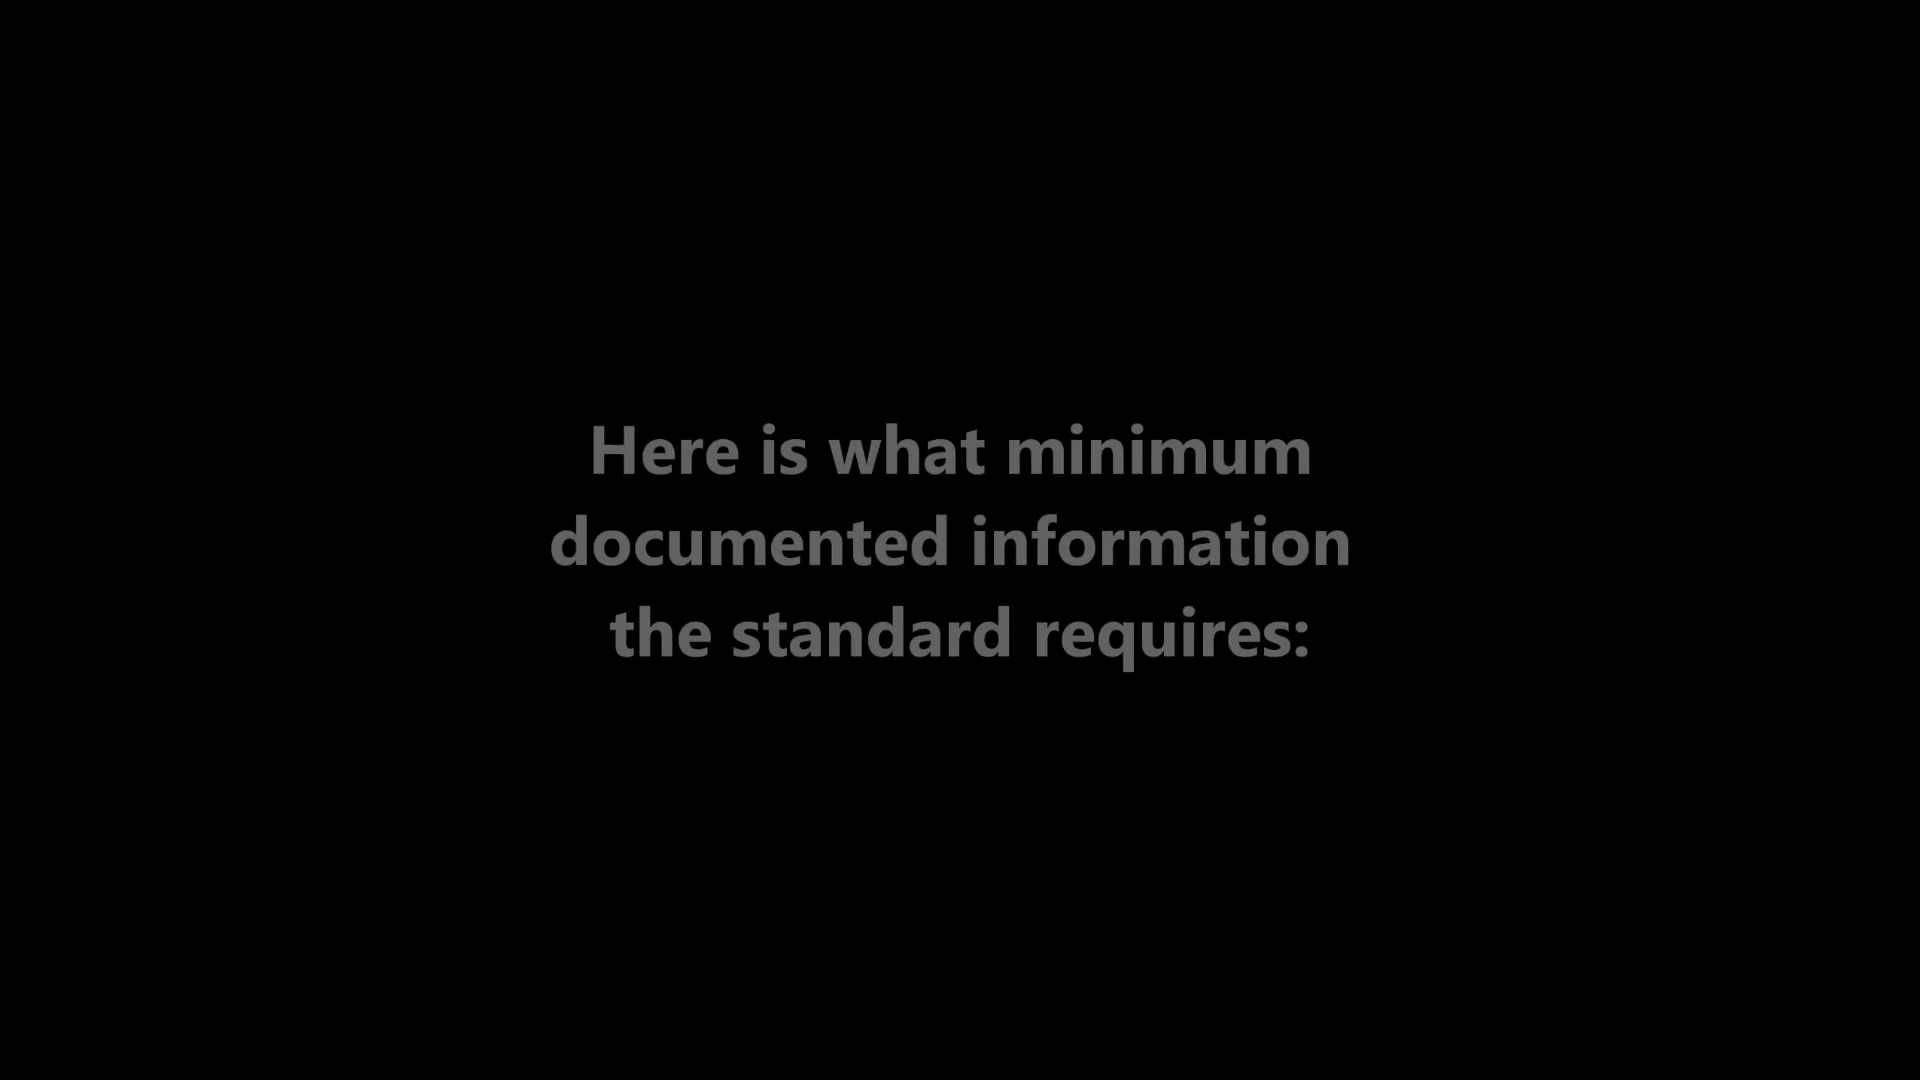 Here is what minimum
documented information
the standard requires: